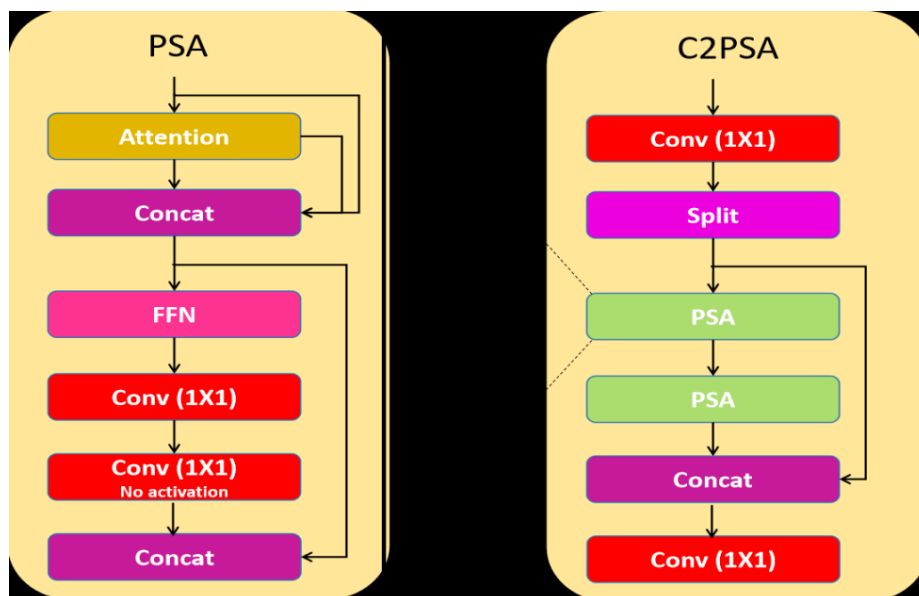 PSA
Attention
Concat
FFN
Conv (1X1)
Conv (1X1)
No activation
Concat
C2PSA
Conv (1X1)
Split
PSA
PSA
Concat
Conv (1X1)